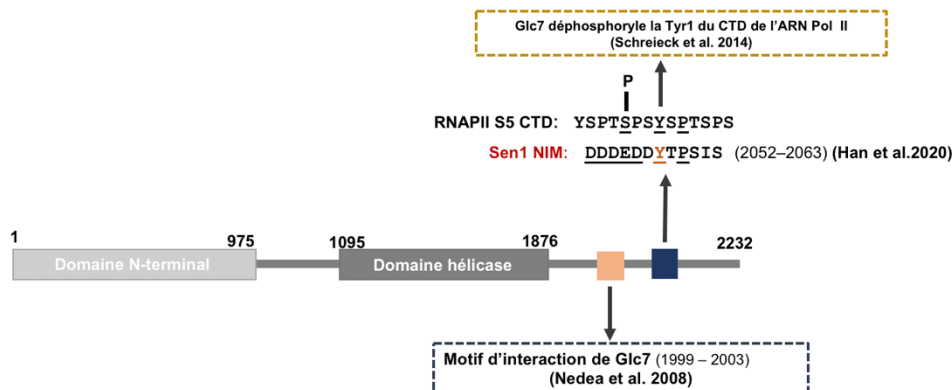 Glc7 déphosphoryle la Tyr1 du CTD de l'ARN Pol II
(Schreieck et al. 2014)
P
RNAPII S5 CTD: YSPTSPSYSPTSPS
Sen1 NIM: DDDEDDYTPSIS (2052–2063) (Han et al.2020)
1 975 1095 1876 2232
Domaine N-terminal Domaine hélicase
Motif d'interaction de Glc7 (1999 – 2003)
(Nedea et al. 2008)